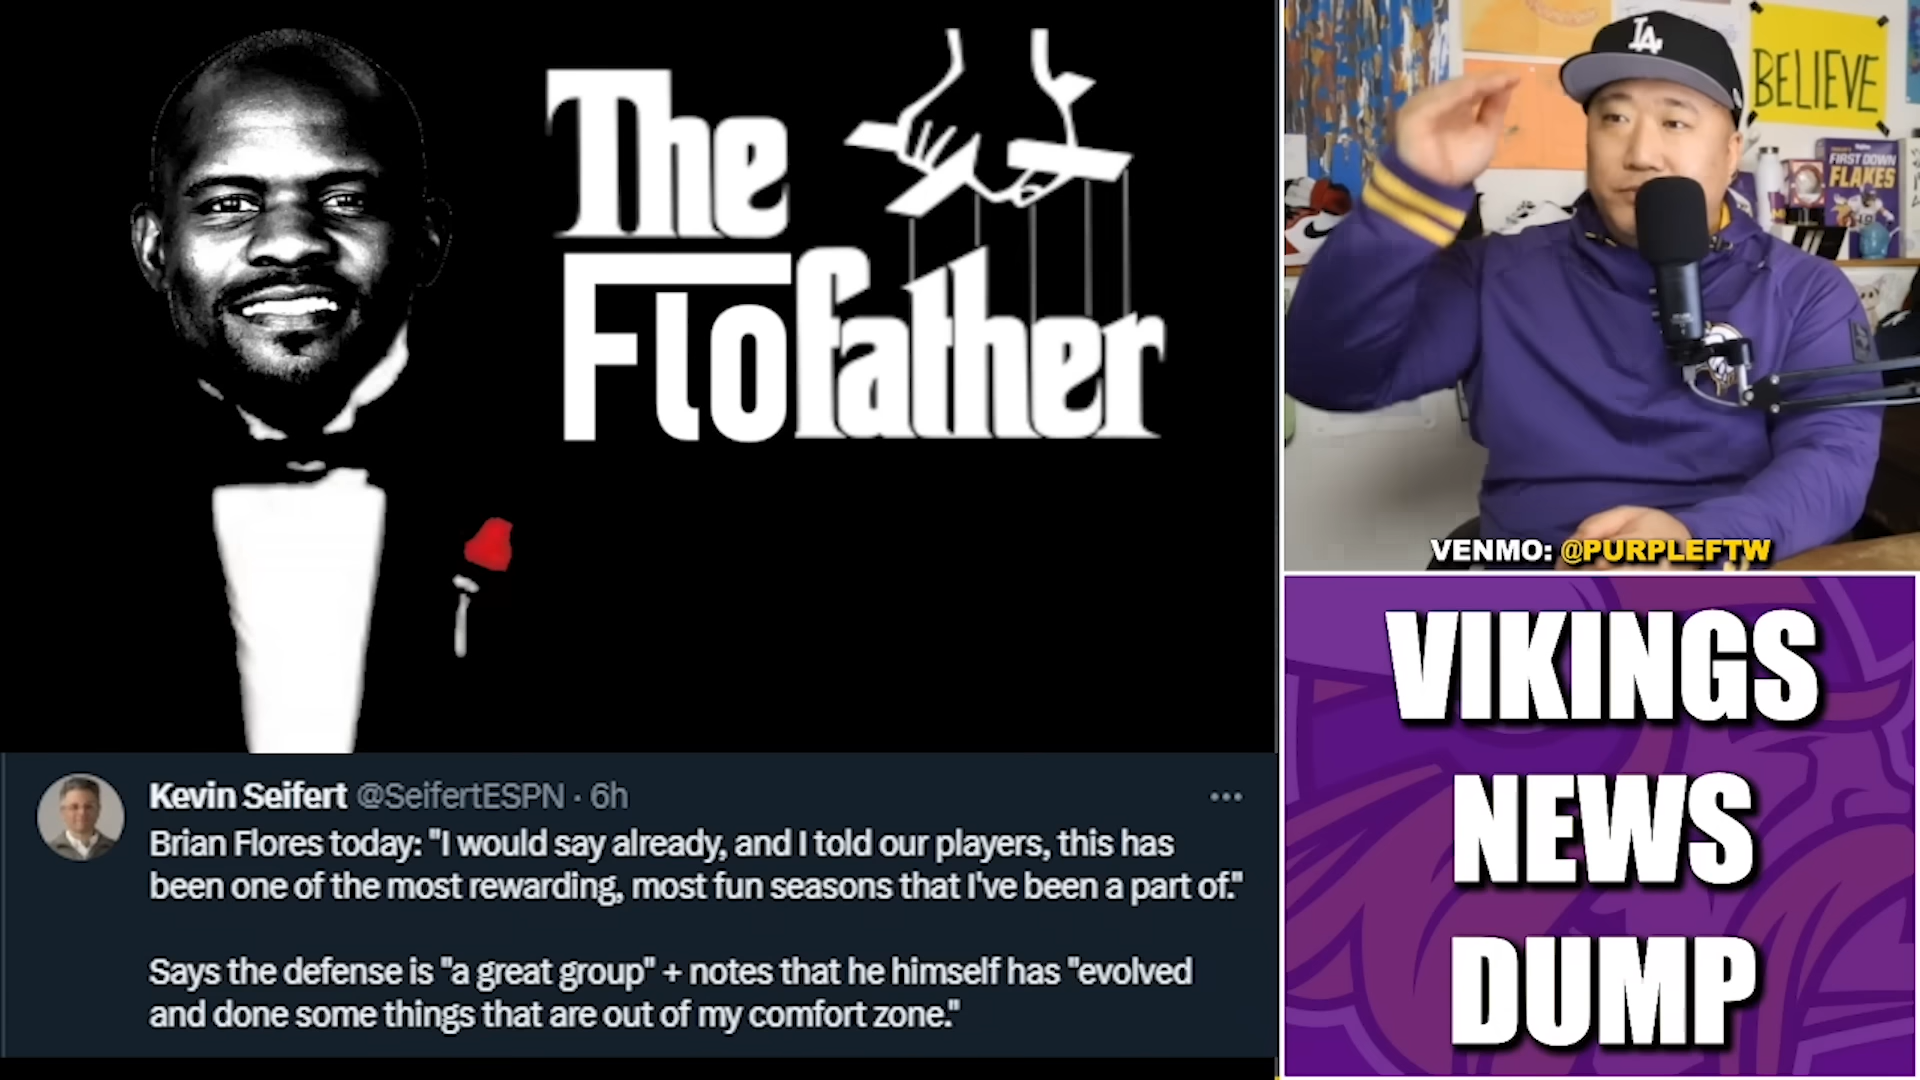 The
Flofather
Kevin Seifert @SeifertESPN · 6h
Brian Flores today: "I would say already, and I told our players, this has
been one of the most rewarding, most fun seasons that I've been a part of."
Says the defense is "a great group" + notes that he himself has "evolved
and done some things that are out of my comfort zone."
LA
BELIEVE
FIRST DOWN
FLAKES
VENMO: @PURPLEFTW
VIKINGS
NEWS
DUMP